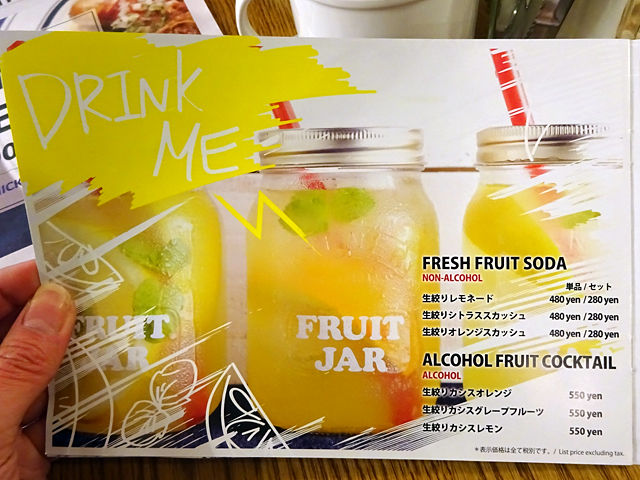 DRINK
ME
FRUIT
JAR
FRUIT
JAR
FRESH FRUIT SODA
NON-ALCOHOL
単品 / セット
生絞りレモネード 480 yen / 280 yen
生絞りシトラススカッシュ 480 yen / 280 yen
生絞りオレンジスカッシュ 480 yen / 280 yen
ALCOHOL FRUIT COCKTAIL
ALCOHOL
生絞りカシスオレンジ 550 yen
生絞りカシスグレープフルーツ 550 yen
生絞りカシスレモン 550 yen
＊表示価格は全て税別です。 / List price excluding tax.